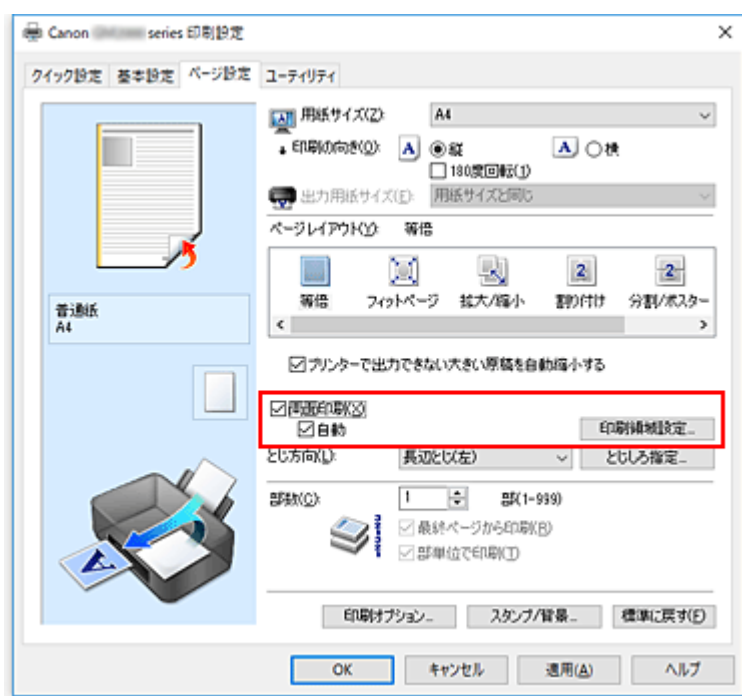 Canon series 印刷設定
クイック設定 基本設定 ページ設定 ユーティリティ
用紙サイズ(Z): A4
印刷の向き(O): A 縦 A 横
180度回転(1)
出力用紙サイズ(E): 用紙サイズと同じ
ページレイアウト(Y): 等倍
2 2
等倍 フィットページ 拡大/縮小 割り付け 分割/ポスター
普通紙
A4
プリンターで出力できない大きい原稿を自動縮小する
両面印刷(X)
自動 印刷領域設定...
とじ方向(L): 長辺とじ(左) とじしろ指定...
部数(C): 1 部(1-999)
最終ページから印刷(R)
部単位で印刷(T)
A
印刷オプション... スタンプ/背景... 標準に戻す(F)
OK キャンセル 適用(A) ヘルプ